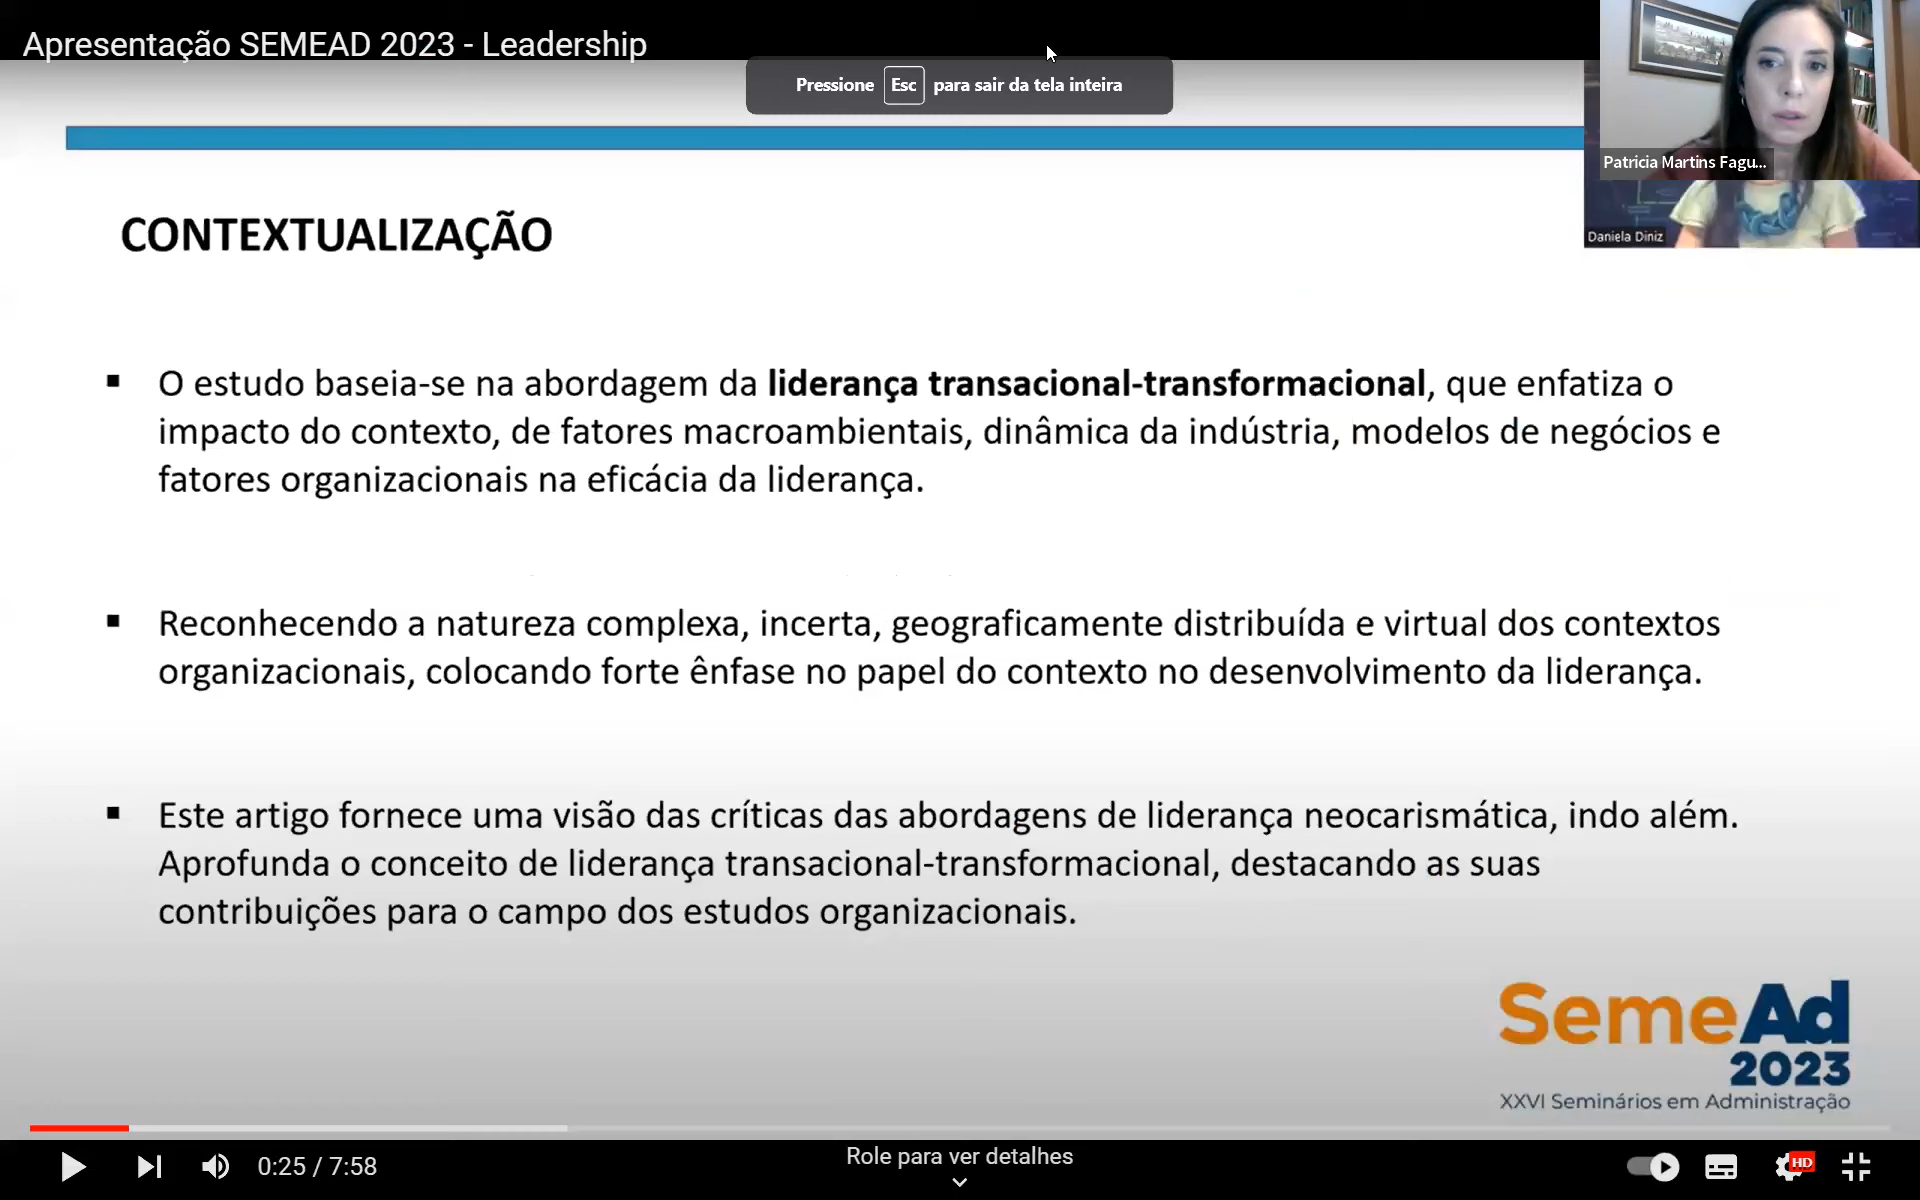 Apresentação SEMEAD 2023 - Leadership
Pressione Esc para sair da tela inteira
Patricia Martins Fagu...
Daniela Diniz
CONTEXTUALIZAÇÃO
▪ O estudo baseia-se na abordagem da liderança transacional-transformacional, que enfatiza o
impacto do contexto, de fatores macroambientais, dinâmica da indústria, modelos de negócios e
fatores organizacionais na eficácia da liderança.
▪ Reconhecendo a natureza complexa, incerta, geograficamente distribuída e virtual dos contextos
organizacionais, colocando forte ênfase no papel do contexto no desenvolvimento da liderança.
▪ Este artigo fornece uma visão das críticas das abordagens de liderança neocarismática, indo além.
Aprofunda o conceito de liderança transacional-transformacional, destacando as suas
contribuições para o campo dos estudos organizacionais.
SemeAd
2023
XXVI Seminários em Administração
0:25 / 7:58
Role para ver detalhes
HD